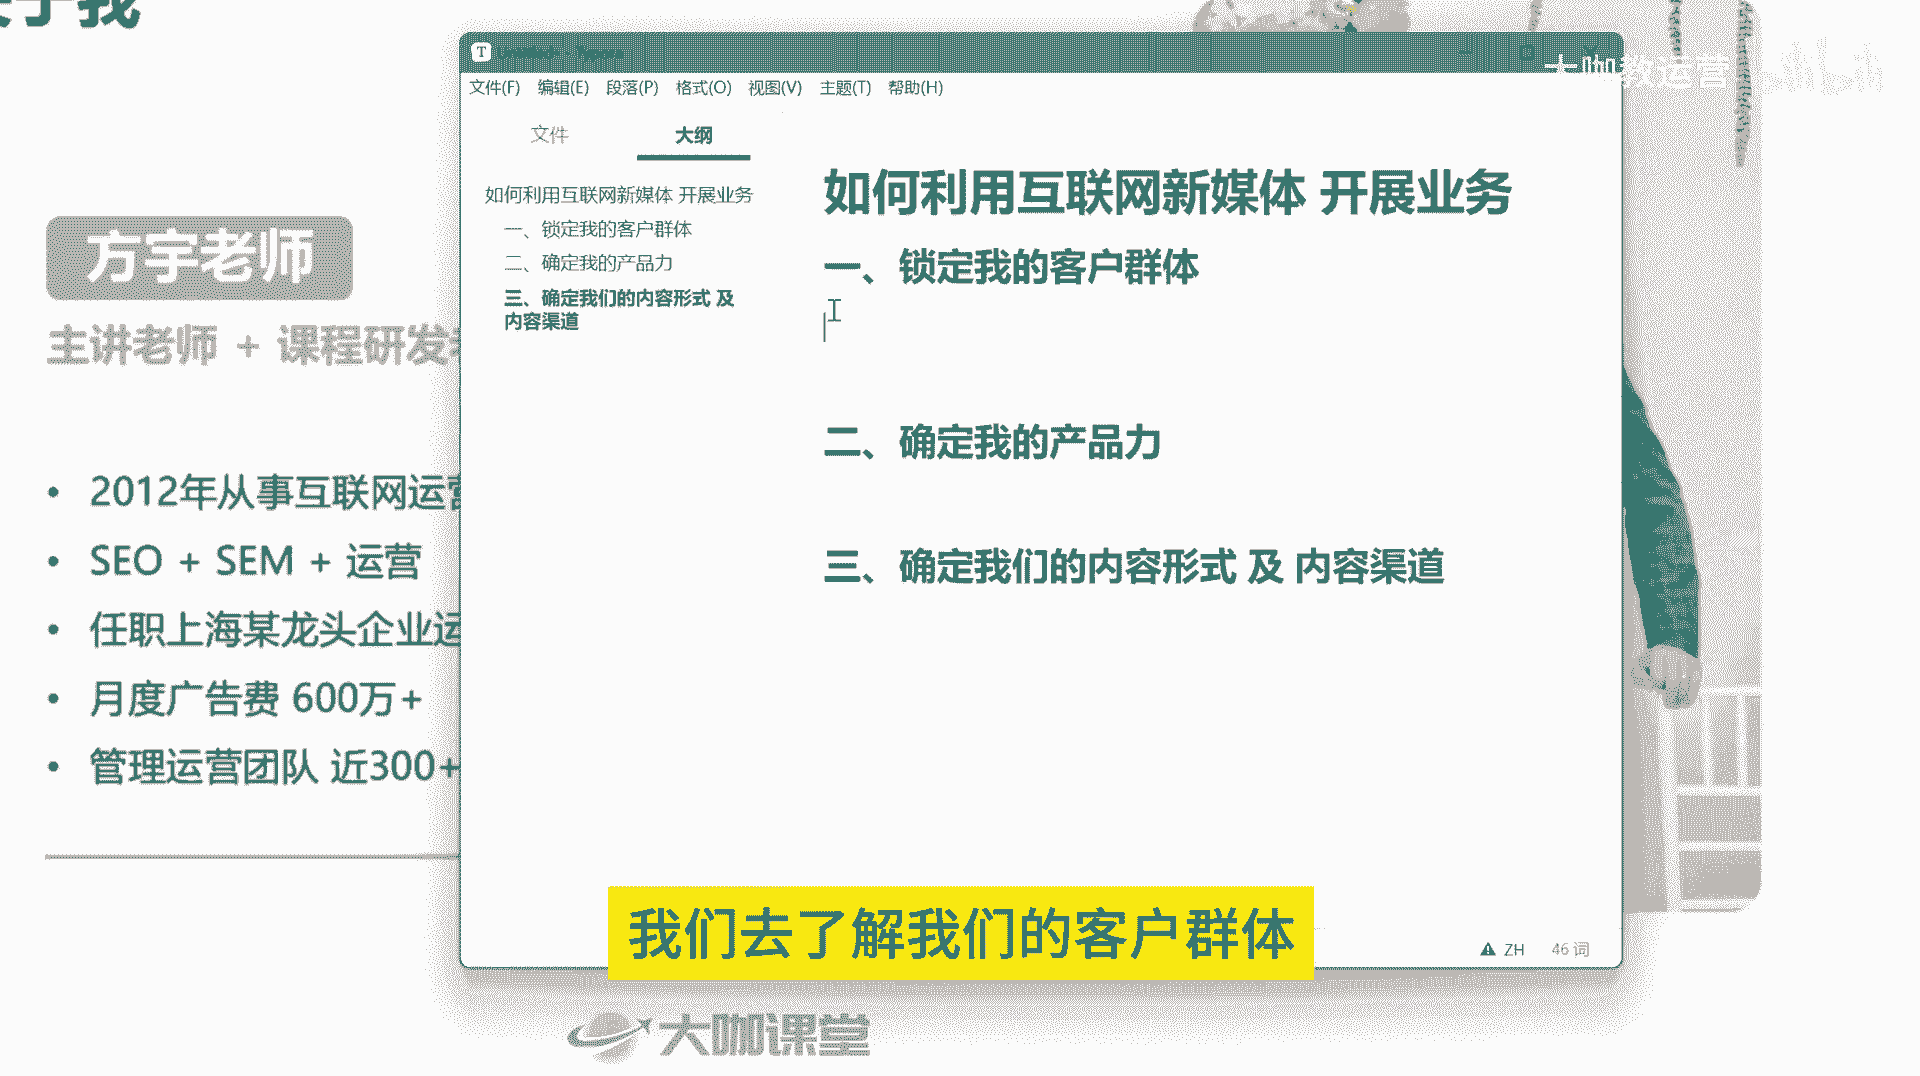 关于我
大咖教运营
bilibili
T
文件(F) 编辑(E) 段落(P) 格式(O) 视图(V) 主题(T) 帮助(H)
文件 大纲
如何利用互联网新媒体 开展业务
一、锁定我的客户群体
二、确定我的产品力
三、确定我们的内容形式 及
内容渠道
如何利用互联网新媒体 开展业务
一、锁定我的客户群体
二、确定我的产品力
三、确定我们的内容形式 及 内容渠道
方宇老师
主讲老师 + 课程研发
• 2012年从事互联网运营
• SEO + SEM + 运营
• 任职上海某龙头企业运
• 月度广告费 600万+
• 管理运营团队 近300+
我们去了解我们的客户群体
ZH 46 词
大咖课堂